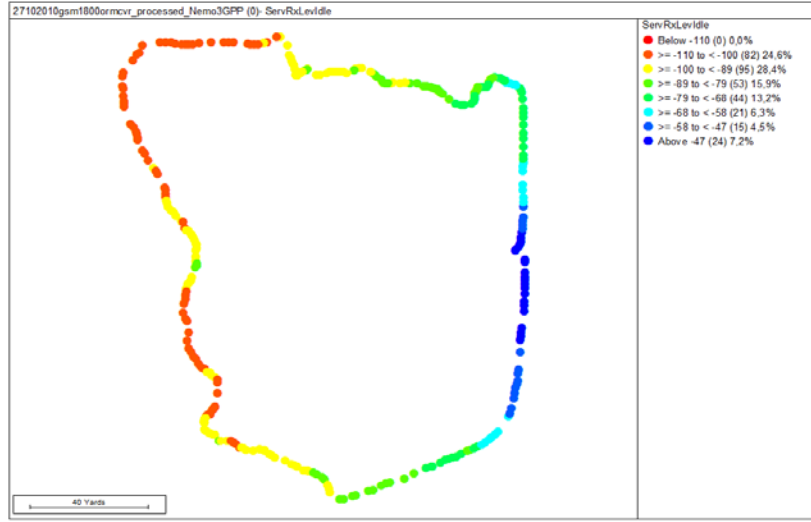 27102010gsm1800ormcvr_processed_Nemo3GPP (0)- ServRxLevIdle
ServRxLevIdle
Below -110 (0) 0,0%
>= -110 to < -100 (82) 24,6%
>= -100 to < -89 (95) 28,4%
>= -89 to < -79 (53) 15,9%
>= -79 to < -68 (44) 13,2%
>= -68 to < -58 (21) 6,3%
>= -58 to < -47 (15) 4,5%
Above -47 (24) 7,2%
40 Yards